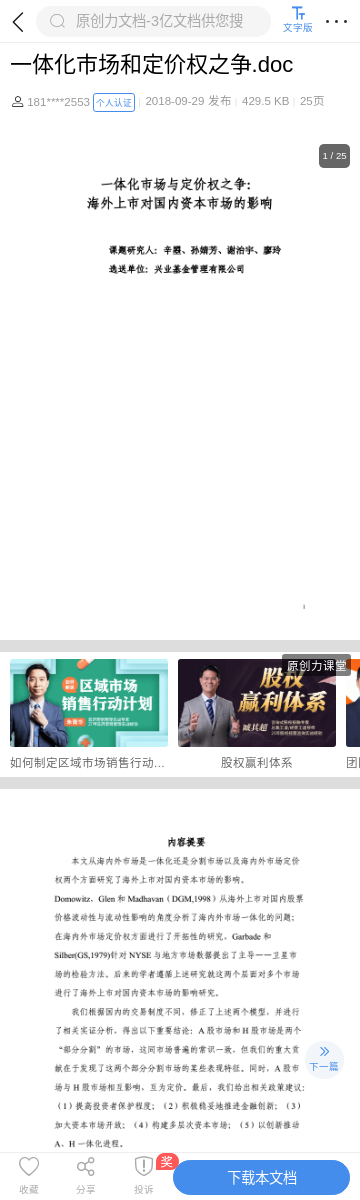 原创力文档-3亿文档供您搜
文字版
一体化市场和定价权之争.doc
181****2553 个人认证 2018-09-29 发布 429.5 KB 25页
1 / 25
一体化市场与定价权之争：
海外上市对国内资本市场的影响
课题研究人：辛曌、孙婧芳、谢治宇、廖玲
选送单位：兴业基金管理有限公司
原创力课堂
区域市场
销售行动计划
股权
赢利体系
臧其超
如何制定区域市场销售行动...
股权赢利体系
团
内容提要
本文从海内外市场是一体化还是分割市场以及海内外市场定价
权两个方面研究了海外上市对国内资本市场的影响。
Domowitz、Glen 和 Madhavan（DGM,1998）从海外上市对国内股票
价格波动性与流动性影响的角度分析了海内外市场一体化的问题；
在海内外市场定价权方面进行了开拓性的研究、Garbade 和
Silber(GS,1979)针对 NYSE 与地方市场数据提出了主导一一卫星市
场的检验方法。后来的学者遵循上述研究就这两个层面对多个市场
进行了海外上市对国内资本市场的影响研究。
我们根据国内的交易制度不同，修正了上述两个模型，并进行
了相关实证分析，得出以下重要结论：A 股市场和 H 股市场是两个
“部分分割”的市场，这同市场普遍的常识一致，但我们的重大贡
献在于发现了这两个部分分割市场的某些表现特征。同时，A 股市
场与 H 股市场相互影响、互为定价。最后，我们给出相关政策建议：
（1）提高投资者保护程度；（2）积极稳妥地推进金融创新；（3）
加大资本市场开放；（4）构建多层次资本市场；（5）以创新推动
A、H 一体化进程。
下一篇
收藏
分享
投诉
奖
下载本文档